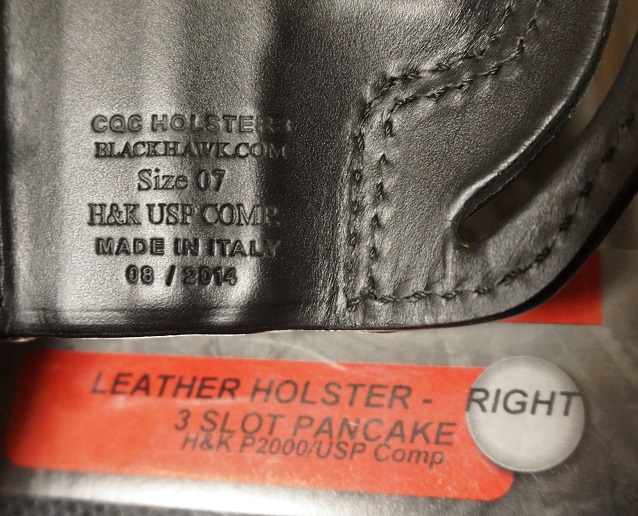 CQC HOLSTERS
BLACKHAWK.COM
Size 07
H&K USP COMP.
MADE IN ITALY
08 / 2014
LEATHER HOLSTER -
3 SLOT PANCAKE
H&K P2000/USP Comp
RIGHT